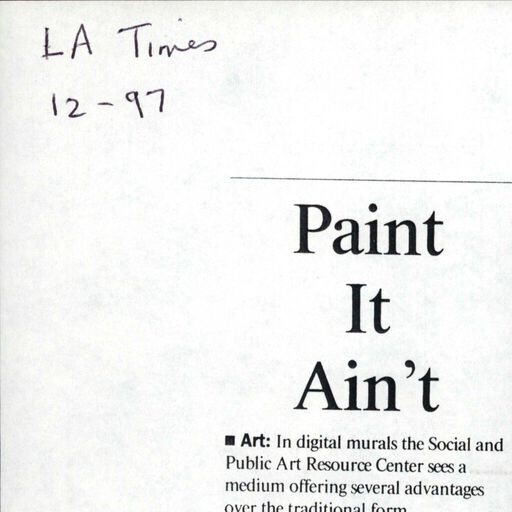 LA Times
12-97
Paint
It
Ain't
■ Art: In digital murals the Social and
Public Art Resource Center sees a
medium offering several advantages
over the traditional form